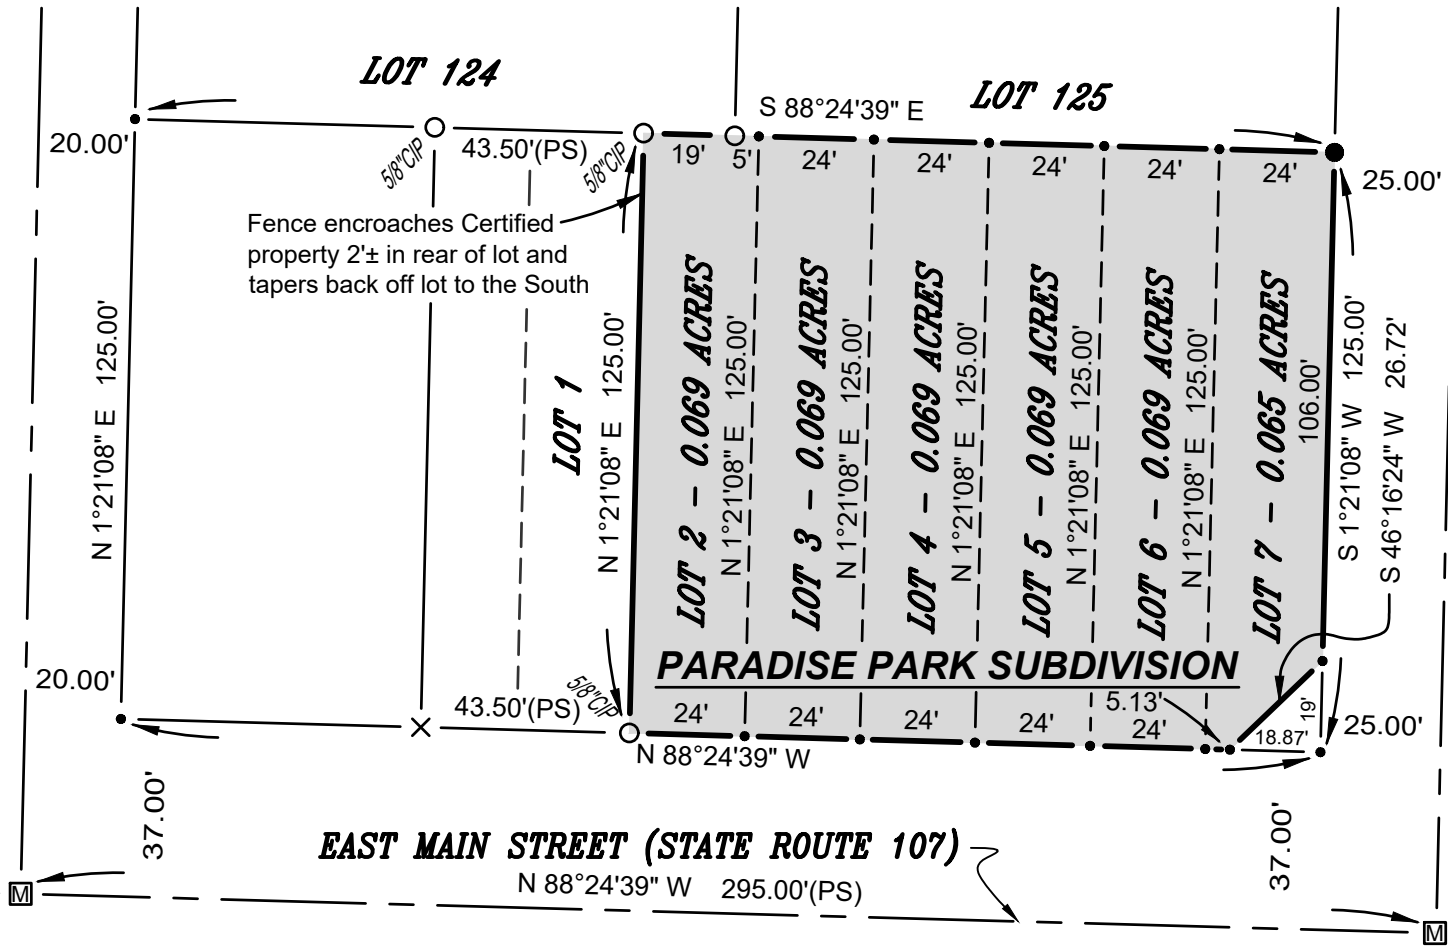 LOT 124
LOT 125
S 88°24'39" E
20.00'
43.50'(PS)
5/8"CIP
5/8"CIP
19'
5'
24'
24'
24'
24'
24'
25.00'
Fence encroaches Certified
property 2'± in rear of lot and
tapers back off lot to the South
N 1°21'08" E 125.00'
LOT 1
N 1°21'08" E 125.00'
LOT 2 - 0.069 ACRES
N 1°21'08" E 125.00'
LOT 3 - 0.069 ACRES
N 1°21'08" E 125.00'
LOT 4 - 0.069 ACRES
N 1°21'08" E 125.00'
LOT 5 - 0.069 ACRES
N 1°21'08" E 125.00'
LOT 6 - 0.069 ACRES
N 1°21'08" E 125.00'
LOT 7 - 0.065 ACRES
106.00'
S 1°21'08" W 125.00'
S 46°16'24" W 26.72'
PARADISE PARK SUBDIVISION
20.00'
43.50'(PS)
5/8"CIP
24'
24'
24'
24'
24'
5.13'
18.87'
19'
25.00'
N 88°24'39" W
37.00'
37.00'
EAST MAIN STREET (STATE ROUTE 107)
N 88°24'39" W 295.00'(PS)
M
M